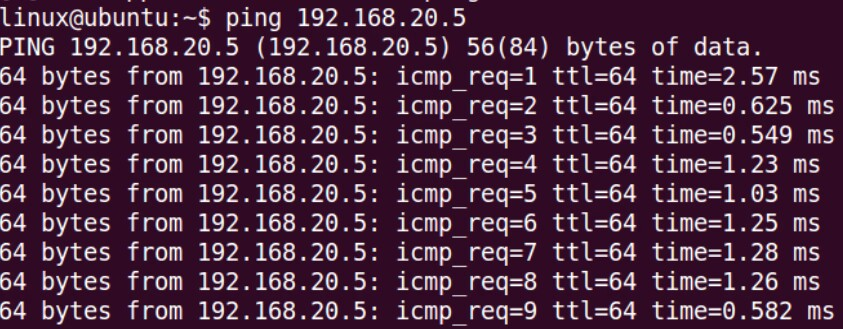 linux@ubuntu:~$ ping 192.168.20.5
PING 192.168.20.5 (192.168.20.5) 56(84) bytes of data.
64 bytes from 192.168.20.5: icmp_req=1 ttl=64 time=2.57 ms
64 bytes from 192.168.20.5: icmp_req=2 ttl=64 time=0.625 ms
64 bytes from 192.168.20.5: icmp_req=3 ttl=64 time=0.549 ms
64 bytes from 192.168.20.5: icmp_req=4 ttl=64 time=1.23 ms
64 bytes from 192.168.20.5: icmp_req=5 ttl=64 time=1.03 ms
64 bytes from 192.168.20.5: icmp_req=6 ttl=64 time=1.25 ms
64 bytes from 192.168.20.5: icmp_req=7 ttl=64 time=1.28 ms
64 bytes from 192.168.20.5: icmp_req=8 ttl=64 time=1.26 ms
64 bytes from 192.168.20.5: icmp_req=9 ttl=64 time=0.582 ms